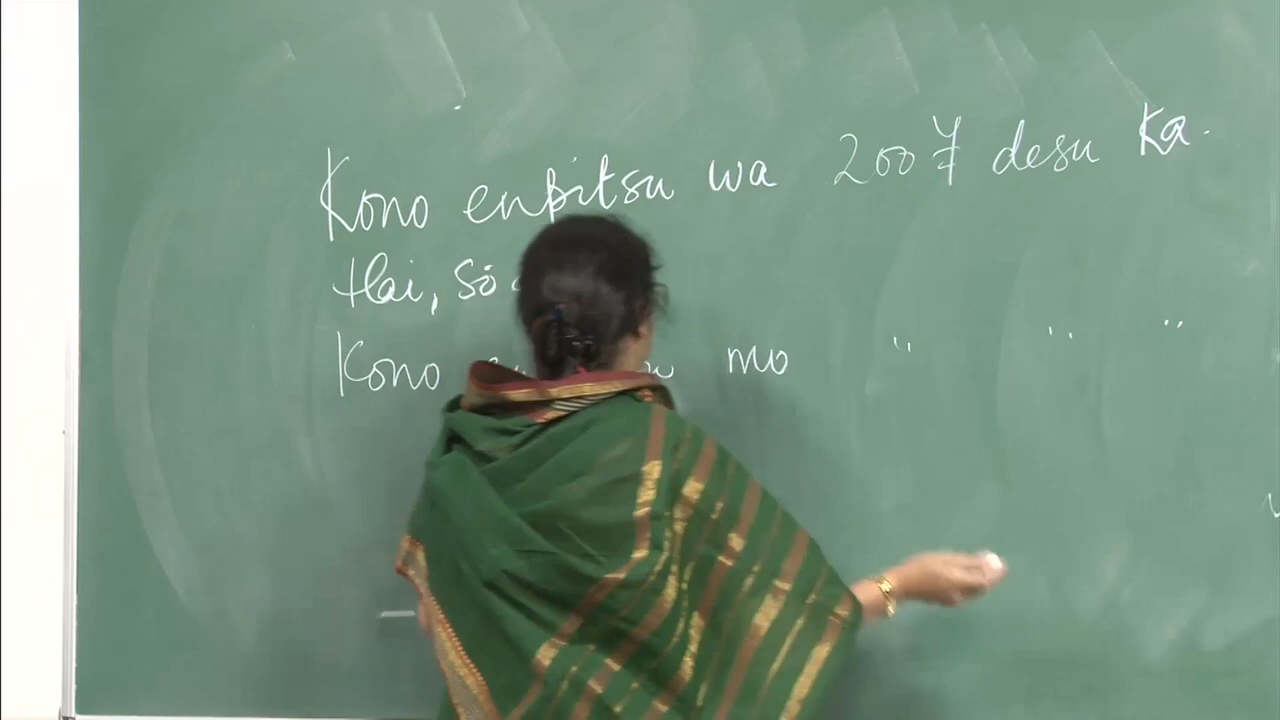 Kono enpitsu wa 200¥ desu ka.
Hai, sō
Kono mo " " "